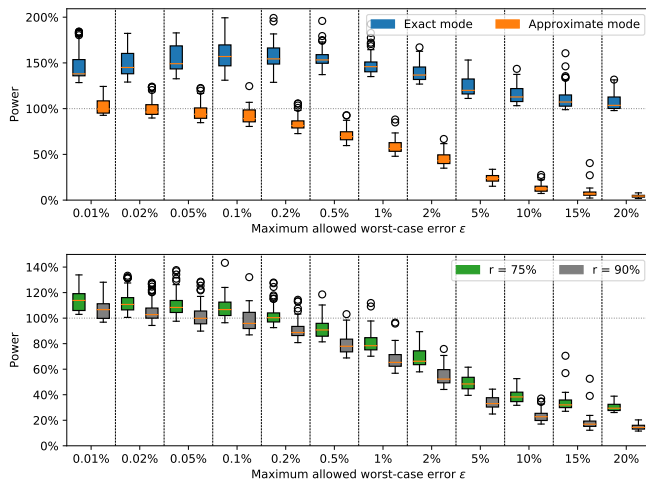 200%
150%
100%
50%
0%
Power
Exact mode
Approximate mode
0.01% 0.02% 0.05% 0.1% 0.2% 0.5% 1% 2% 5% 10% 15% 20%
Maximum allowed worst-case error ε
140%
120%
100%
80%
60%
40%
20%
0%
Power
r = 75%
r = 90%
0.01% 0.02% 0.05% 0.1% 0.2% 0.5% 1% 2% 5% 10% 15% 20%
Maximum allowed worst-case error ε